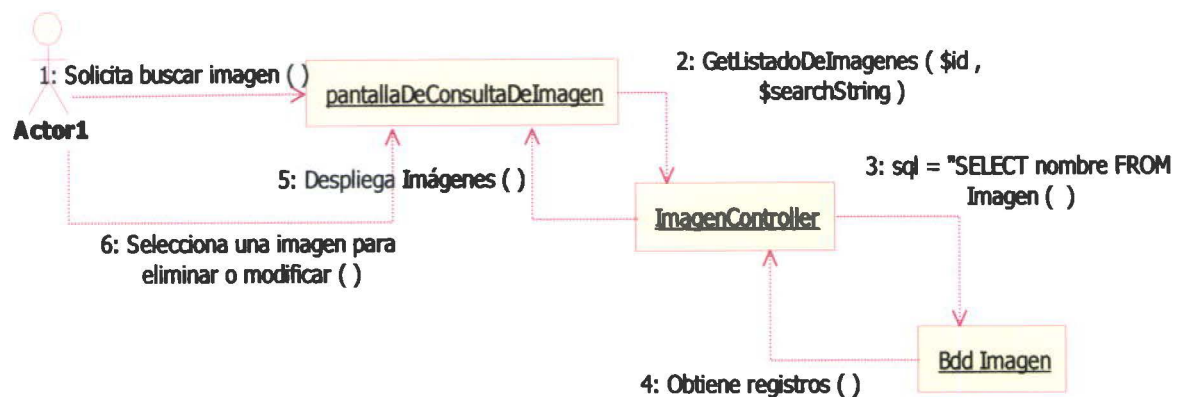 1: Solicita buscar imagen ( )
Actor1
pantallaDeConsultaDeImagen
2: GetListadoDeImagenes ( $id ,
$searchString )
3: sql = "SELECT nombre FROM
Imagen ( )
5: Despliega Imágenes ( )
ImagenController
6: Selecciona una imagen para
eliminar o modificar ( )
Bdd Imagen
4: Obtiene registros ( )